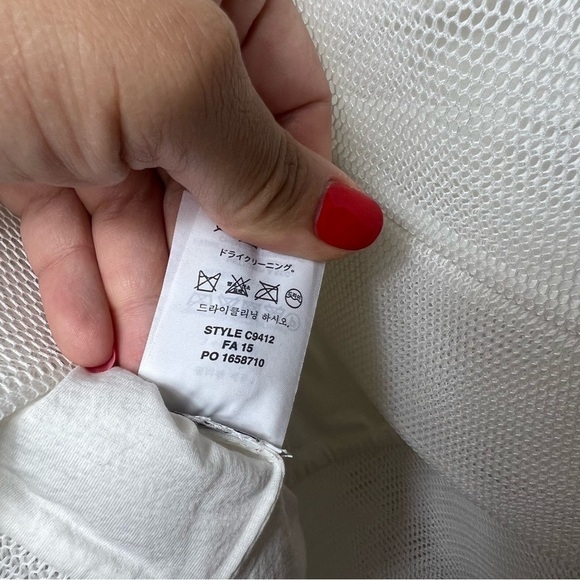 ドライクリーニング。
드라이클리닝 하시오.
STYLE C9412
FA 15
PO 1658710